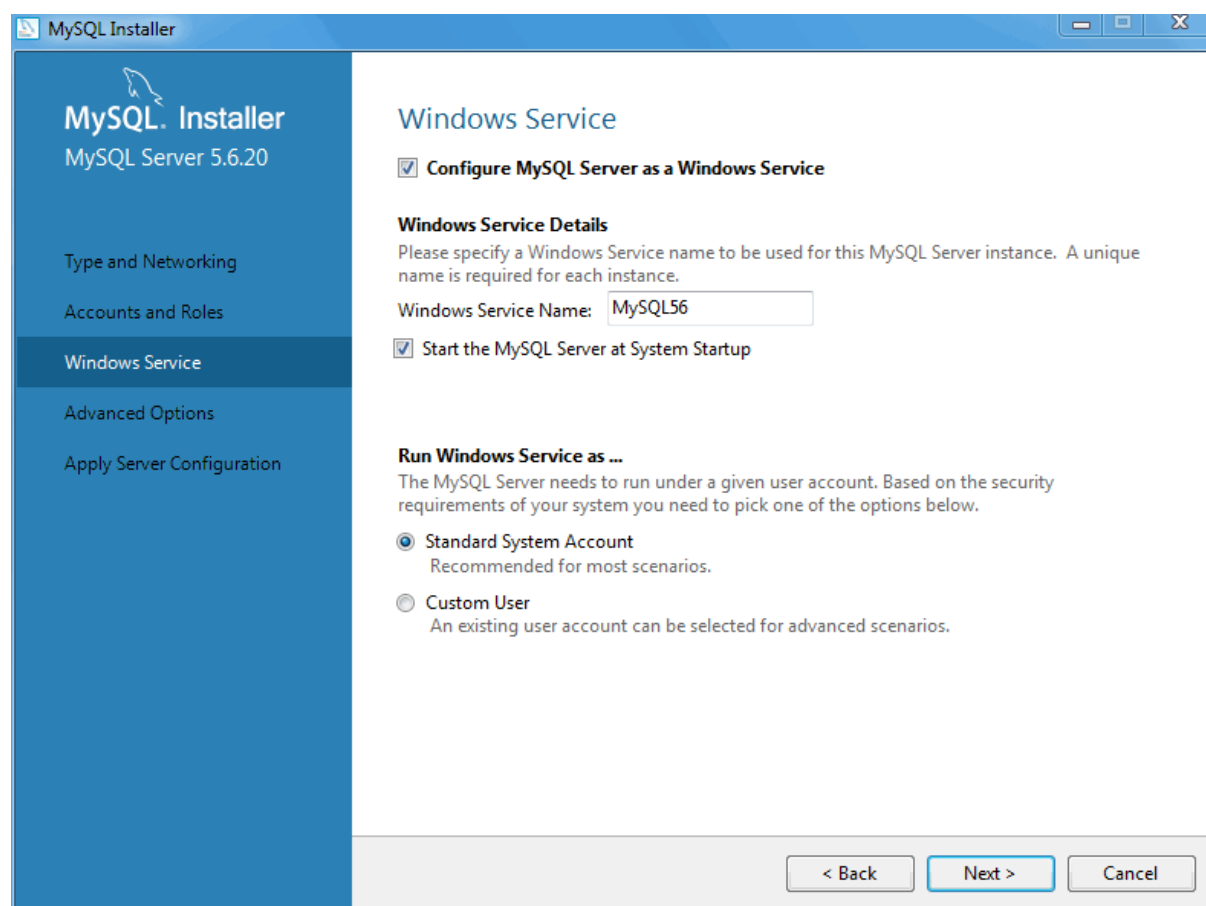 MySQL Installer
MySQL. Installer
MySQL Server 5.6.20
Type and Networking
Accounts and Roles
Windows Service
Advanced Options
Apply Server Configuration
Windows Service
Configure MySQL Server as a Windows Service
Windows Service Details
Please specify a Windows Service name to be used for this MySQL Server instance. A unique
name is required for each instance.
Windows Service Name: MySQL56
Start the MySQL Server at System Startup
Run Windows Service as ...
The MySQL Server needs to run under a given user account. Based on the security
requirements of your system you need to pick one of the options below.
Standard System Account
Recommended for most scenarios.
Custom User
An existing user account can be selected for advanced scenarios.
< Back Next > Cancel